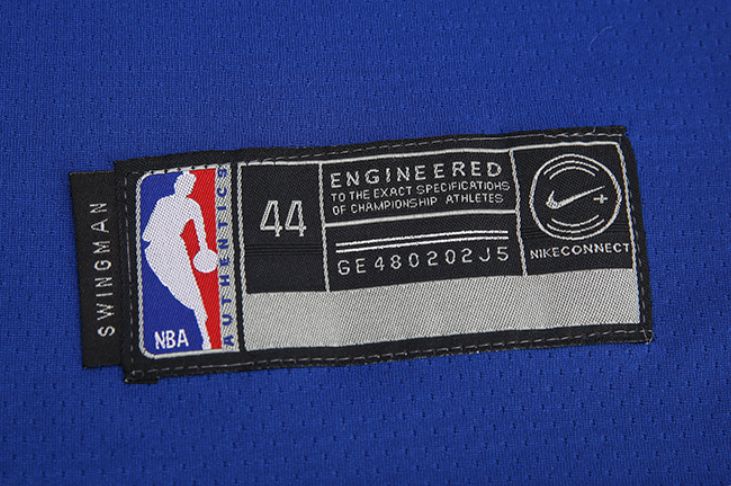 SWINGMAN
NBA
AUTHENTICS
44
ENGINEERED
TO THE EXACT SPECIFICATIONS
OF CHAMPIONSHIP ATHLETES
GE480202J5
NIKECONNECT